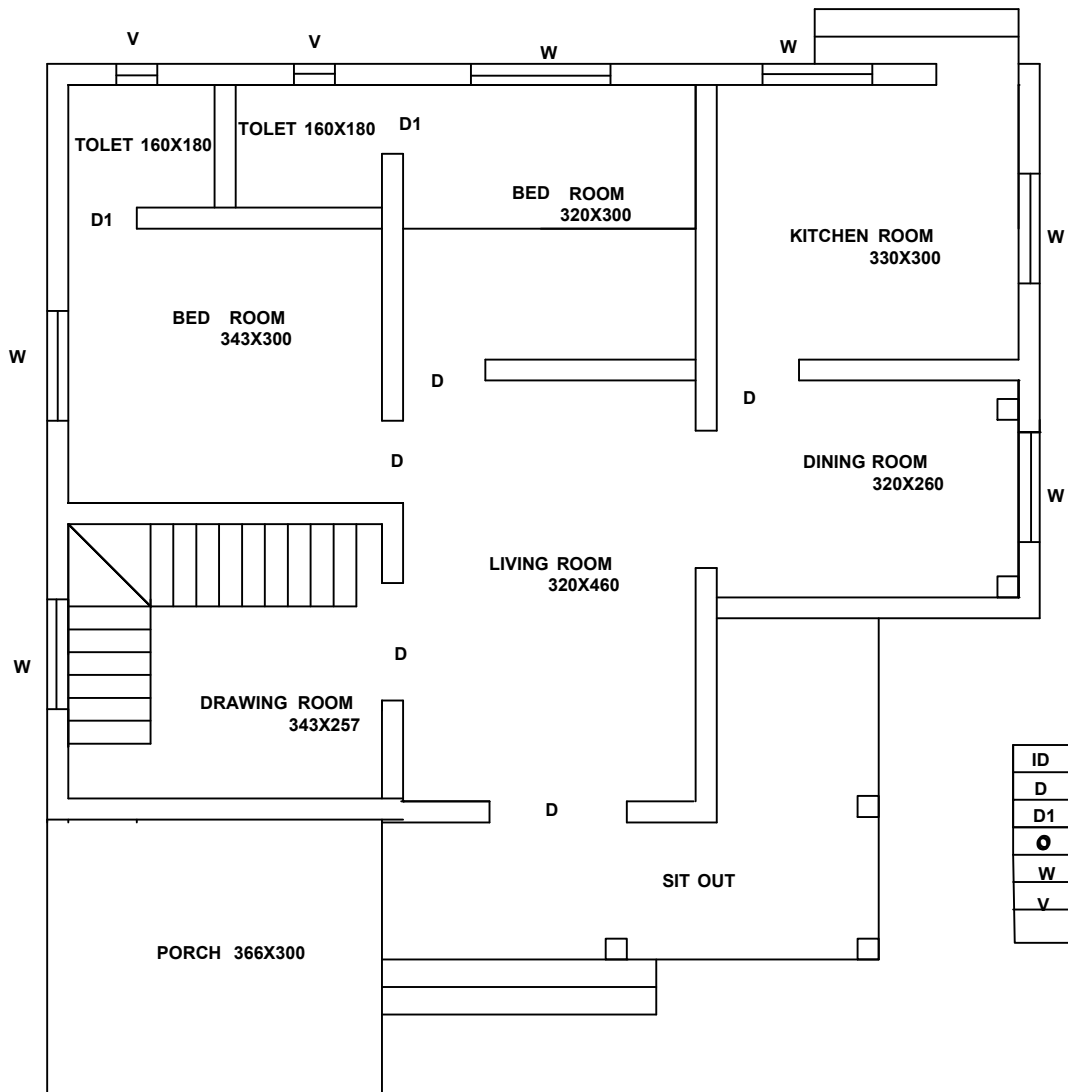 V
V
W
W
TOLET 160X180
TOLET 160X180
D1
D1
BED ROOM
320X300
KITCHEN ROOM
330X300
W
BED ROOM
343X300
W
D
D
D
DINING ROOM
320X260
W
LIVING ROOM
320X460
D
W
DRAWING ROOM
343X257
D
SIT OUT
PORCH 366X300
ID
D
D1
O
W
V